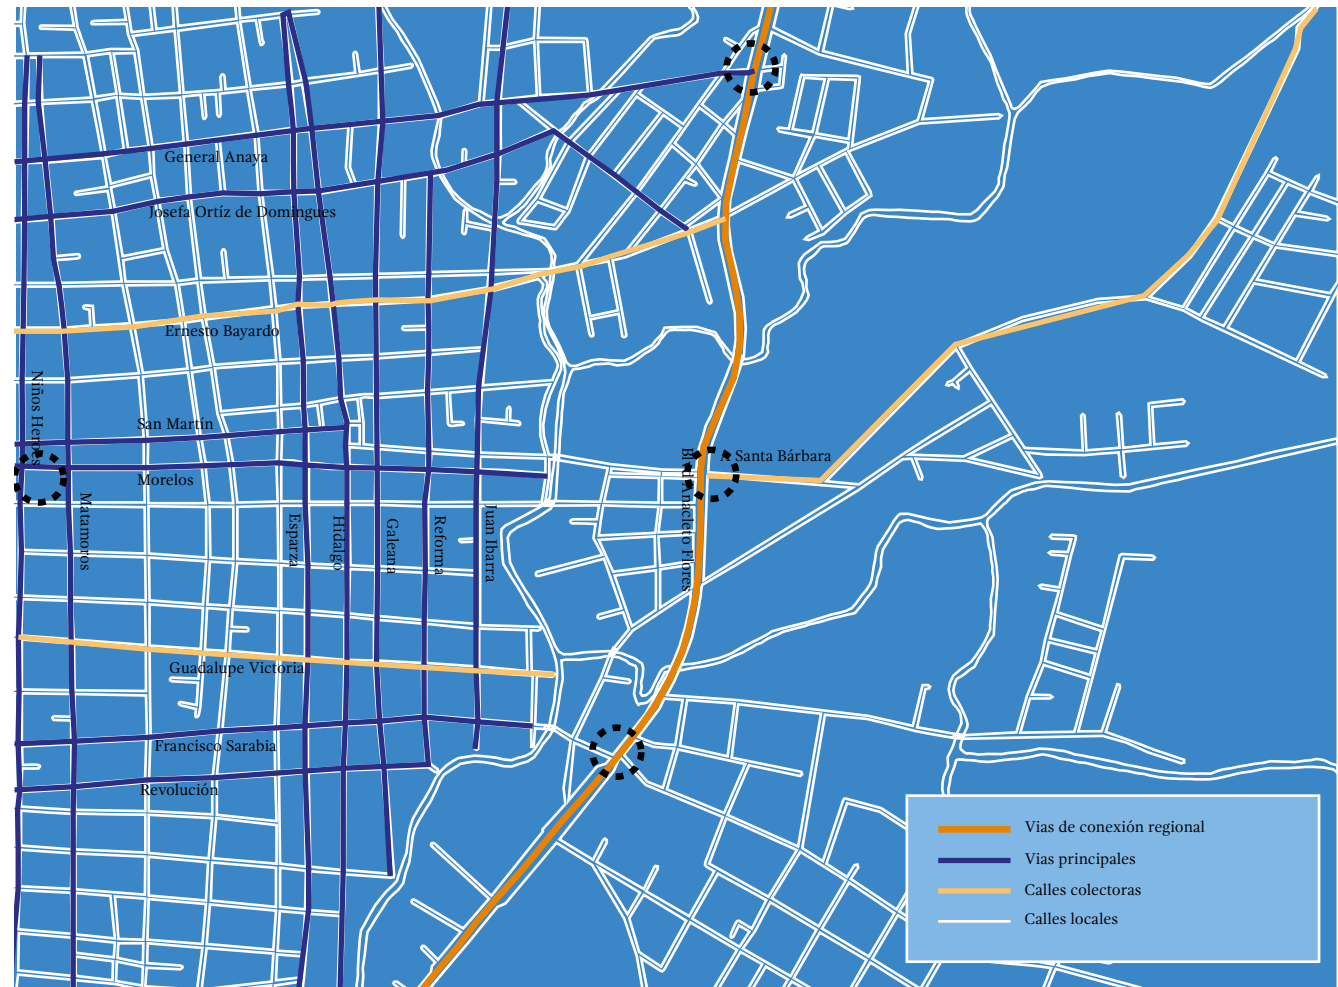 General Anaya
Josefa Ortíz de Domingues
Ernesto Bayardo
Niños Heroes
San Martín
A Santa Bárbara
Blvd Anacleto Flores
Morelos
Matamoros
Esparza
Hidalgo
Galeana
Reforma
Juan Ibarra
Guadalupe Victoria
Francisco Sarabia
Revolución
Vias de conexión regional
Vias principales
Calles colectoras
Calles locales